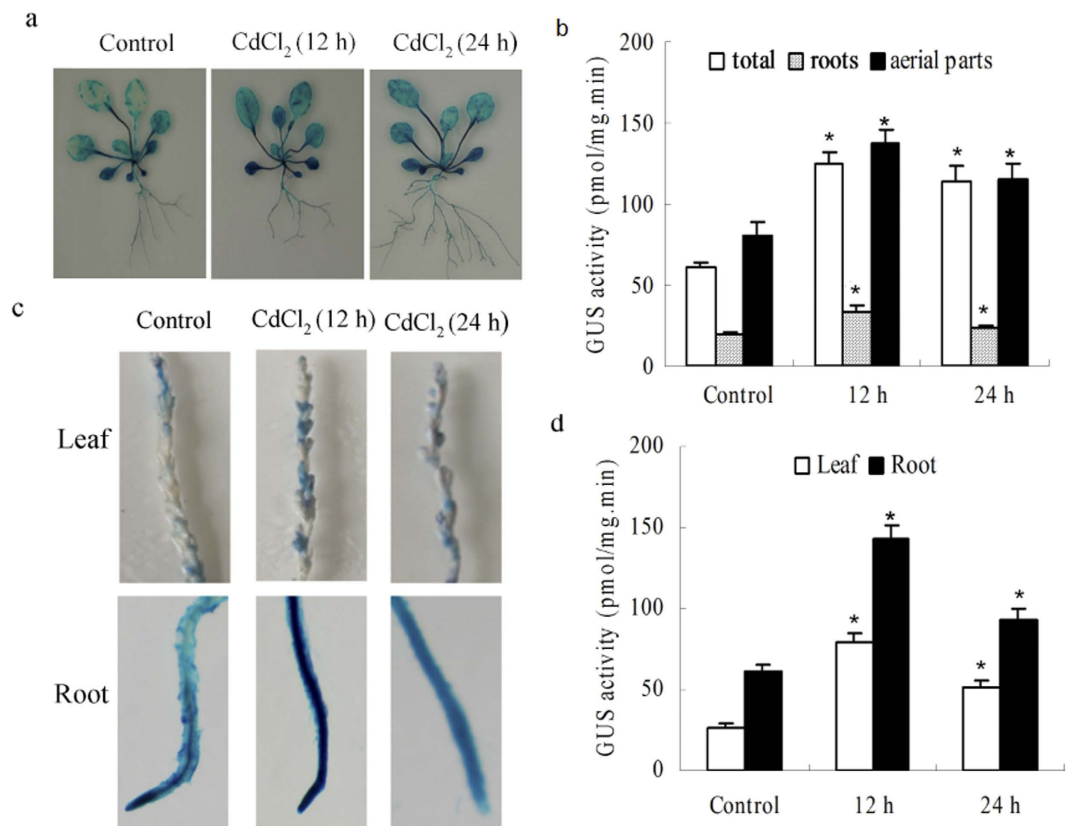 a
Control CdCl₂ (12 h) CdCl₂ (24 h)
b
200
150
100
50
0
GUS activity (pmol/mg.min)
total roots aerial parts
* * * * * *
Control 12 h 24 h
c
Control CdCl₂ (12 h) CdCl₂ (24 h)
Leaf
Root
d
200
150
100
50
0
GUS activity (pmol/mg.min)
Leaf Root
* * * *
Control 12 h 24 h